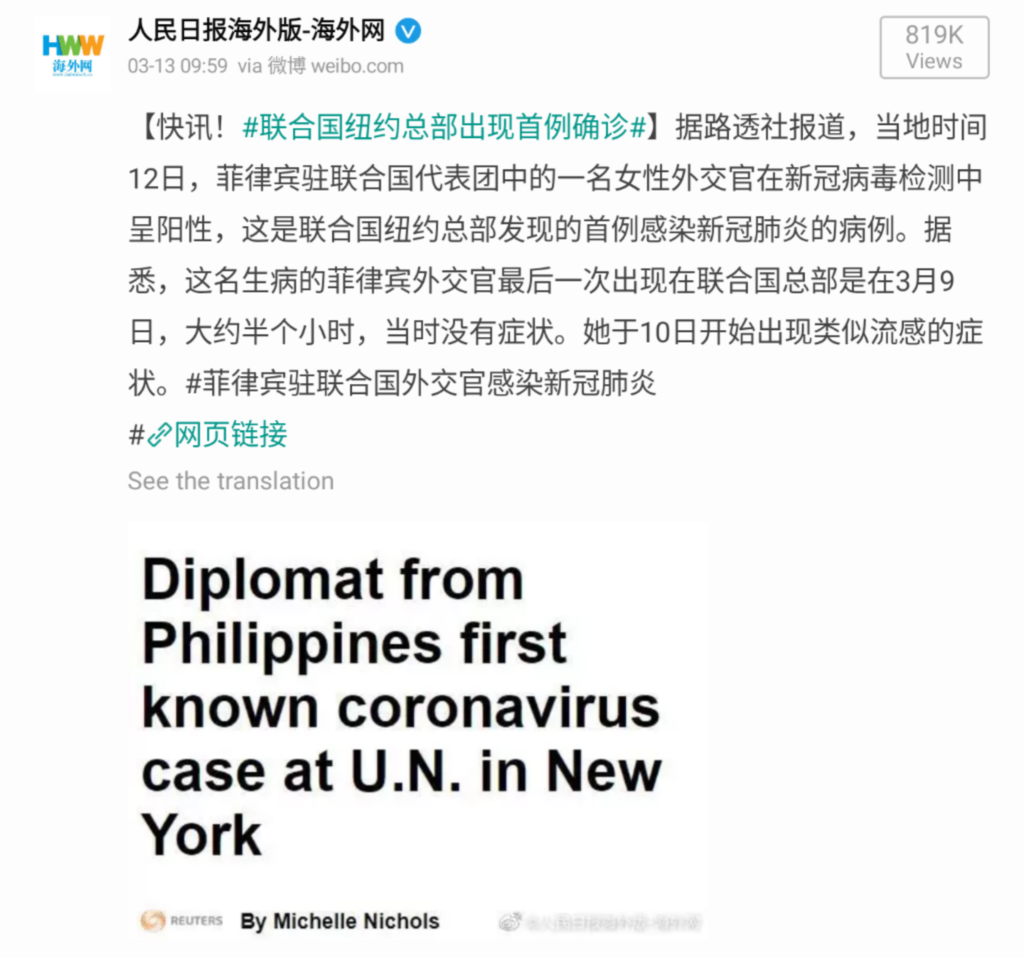 HWW
海外网
人民日报海外版-海外网
03-13 09:59 via 微博 weibo.com
819K
Views
【快讯！#联合国纽约总部出现首例确诊#】据路透社报道，当地时间
12日，菲律宾驻联合国代表团中的一名女性外交官在新冠病毒检测中
呈阳性，这是联合国纽约总部发现的首例感染新冠肺炎的病例。据
悉，这名生病的菲律宾外交官最后一次出现在联合国总部是在3月9
日，大约半个小时，当时没有症状。她于10日开始出现类似流感的症
状。#菲律宾驻联合国外交官感染新冠肺炎
#网页链接
See the translation
Diplomat from
Philippines first
known coronavirus
case at U.N. in New
York
REUTERS By Michelle Nichols